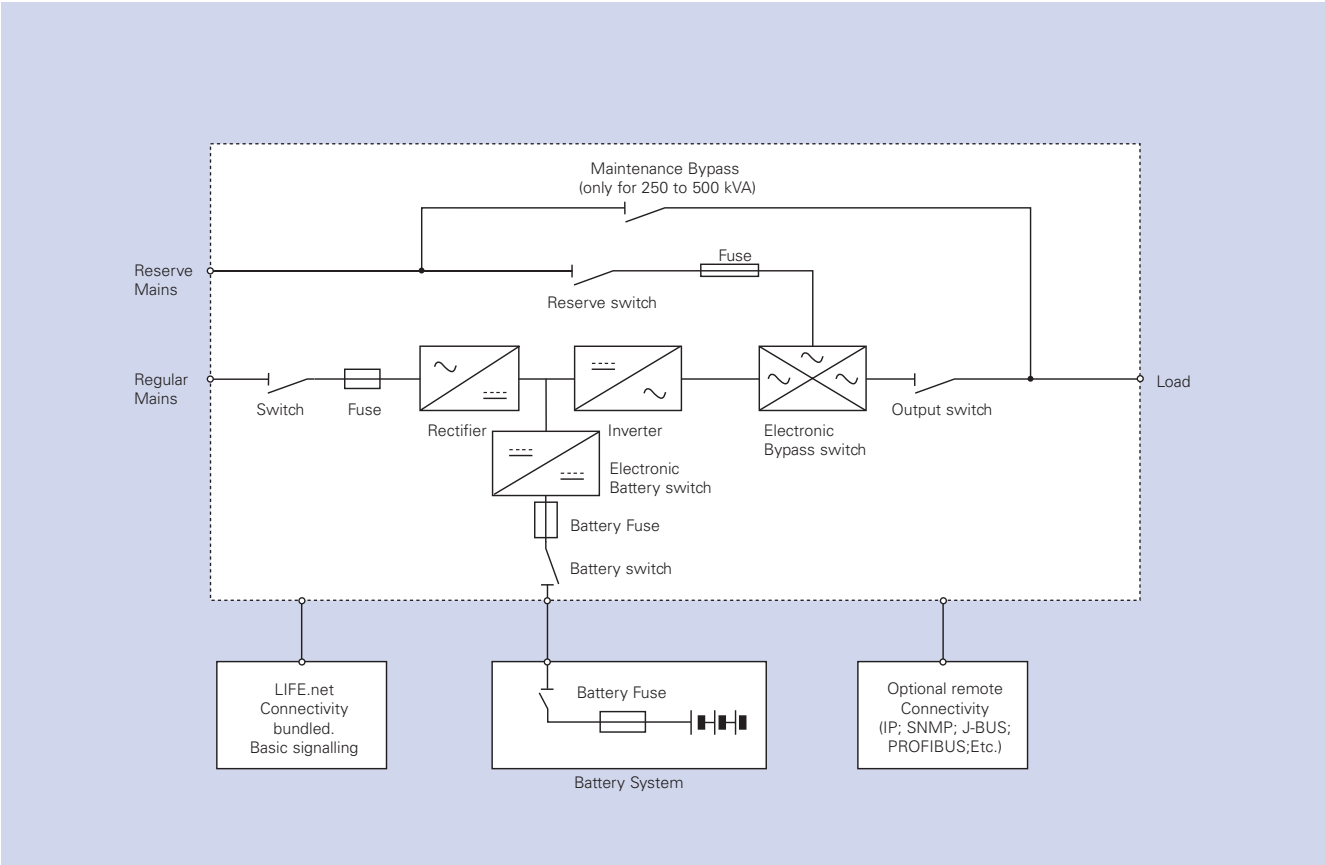 Maintenance Bypass
(only for 250 to 500 kVA)
Reserve
Mains
Fuse
Reserve switch
Regular
Mains
Switch
Fuse
Rectifier
Inverter
Electronic
Bypass switch
Output switch
Load
Electronic
Battery switch
Battery Fuse
Battery switch
LIFE.net
Connectivity
bundled.
Basic signalling
Battery Fuse
Battery System
Optional remote
Connectivity
(IP; SNMP; J-BUS;
PROFIBUS;Etc.)